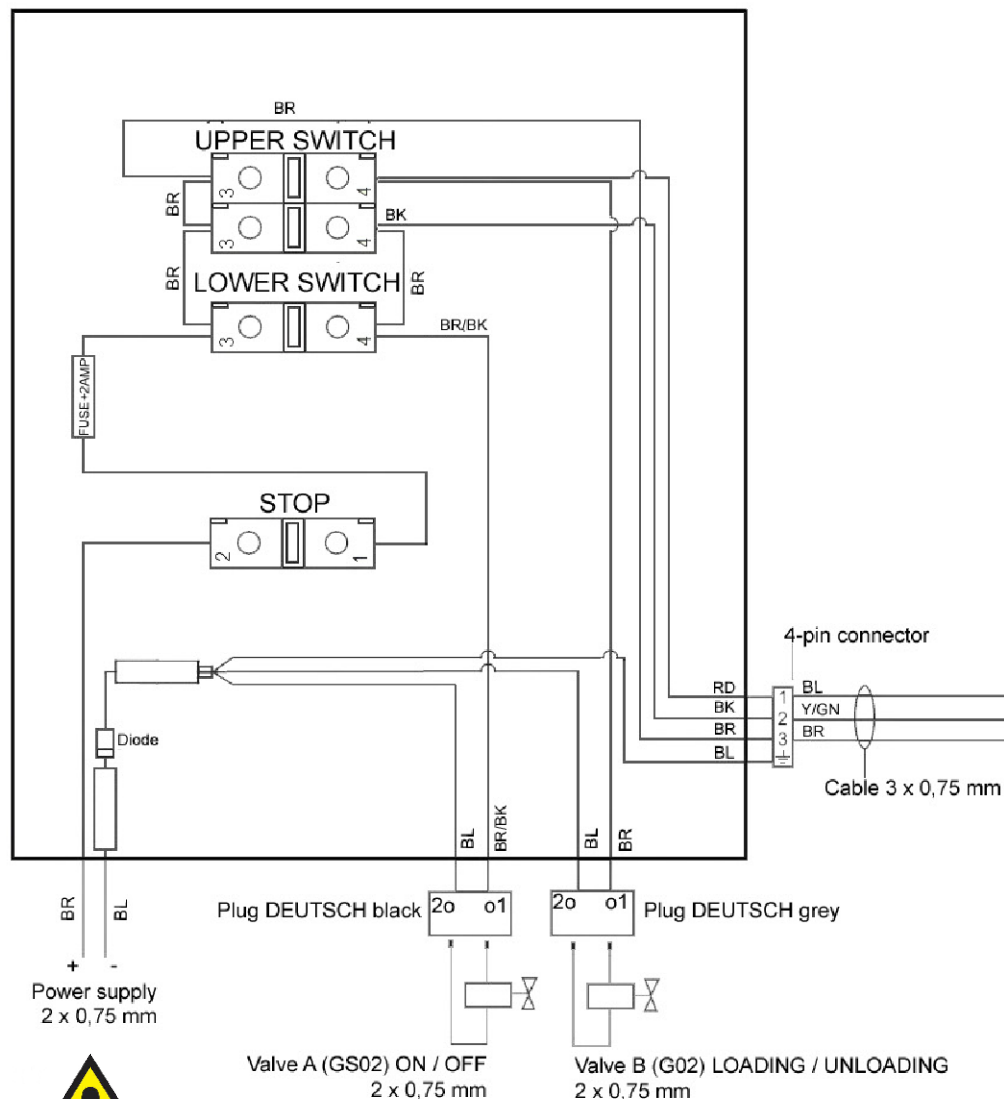 BR
UPPER SWITCH
3
4
BR
BK
3
4
BR
BR
LOWER SWITCH
BR/BK
3
4
FUSE+2AMP
STOP
2
1
4-pin connector
RD
1
BL
BK
2
Y/GN
BR
3
BR
BL
Diode
Cable 3 x 0,75 mm
BL
BR/BK
BL
BR
BR
BL
Plug DEUTSCH black
2o o1
2o o1
Plug DEUTSCH grey
+ -
Power supply
2 x 0,75 mm
Valve A (GS02) ON / OFF
2 x 0,75 mm
Valve B (G02) LOADING / UNLOADING
2 x 0,75 mm